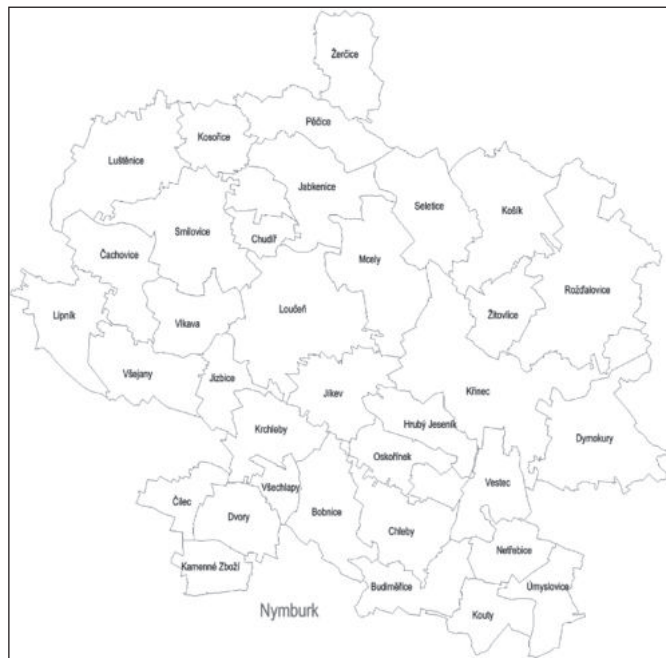 Žerčice
Pěčice
Kosořice
Luštěnice
Jabkenice
Seletice
Košík
Smilovice
Chudíř
Čachovice
Mcely
Rožďalovice
Lipník
Vlkava
Loučeň
Žitovlice
Všejany
Jizbice
Jíkev
Křinec
Hrubý Jeseník
Krchleby
Dymokury
Oskořínek
Všechlapy
Vestec
Čilec
Dvory
Bobnice
Chleby
Netřebice
Kamenné Zboží
Budiměřice
Úmyslovice
Nymburk
Kouty